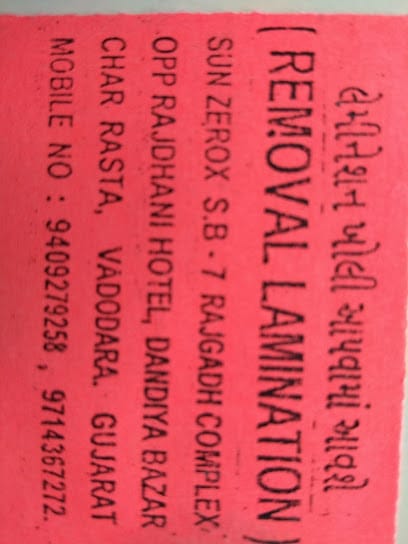 લેમીનેશન ખોલી આપવામાં આવશે
( REMOVAL LAMINATION )
SUN ZEROX S.B - 7 RAJGADH COMPLEX
OPP RAJDHANI HOTEL, DANDIYA BAZAR
CHAR RASTA, VADODARA. GUJARAT
MOBILE NO : 9409279258 , 9714367272.